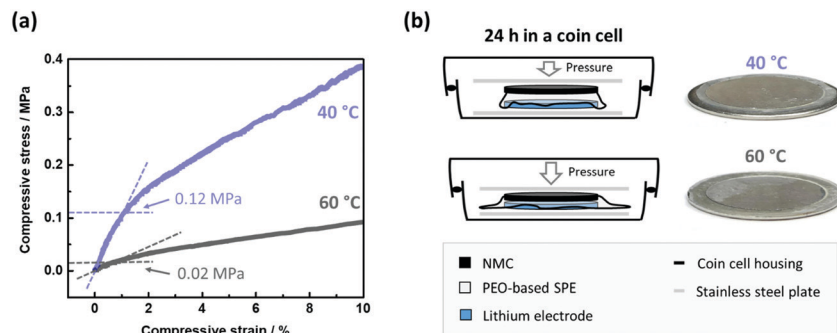 (a)
Compressive stress / MPa
0.4
0.3
0.2
0.1
0.0
40 °C
0.12 MPa
60 °C
0.02 MPa
0
2
4
6
8
10
Compressive strain / %
(b)
24 h in a coin cell
Pressure
40 °C
Pressure
60 °C
NMC
PEO-based SPE
Lithium electrode
Coin cell housing
Stainless steel plate